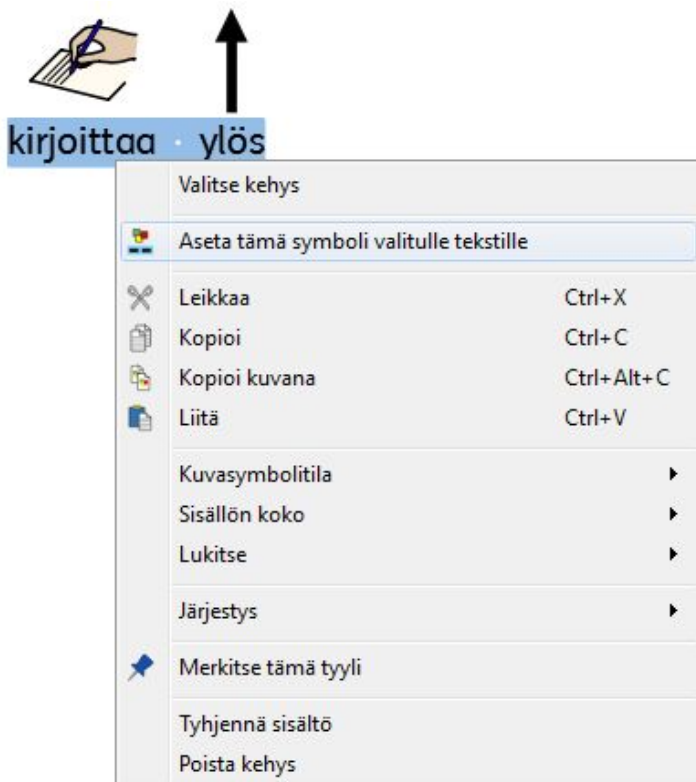 kirjoittaa · ylös
Valitse kehys
Aseta tämä symboli valitulle tekstille
Leikkaa Ctrl+X
Kopioi Ctrl+C
Kopioi kuvana Ctrl+Alt+C
Liitä Ctrl+V
Kuvasymbolitila
Sisällön koko
Lukitse
Järjestys
Merkitse tämä tyyli
Tyhjennä sisältö
Poista kehys